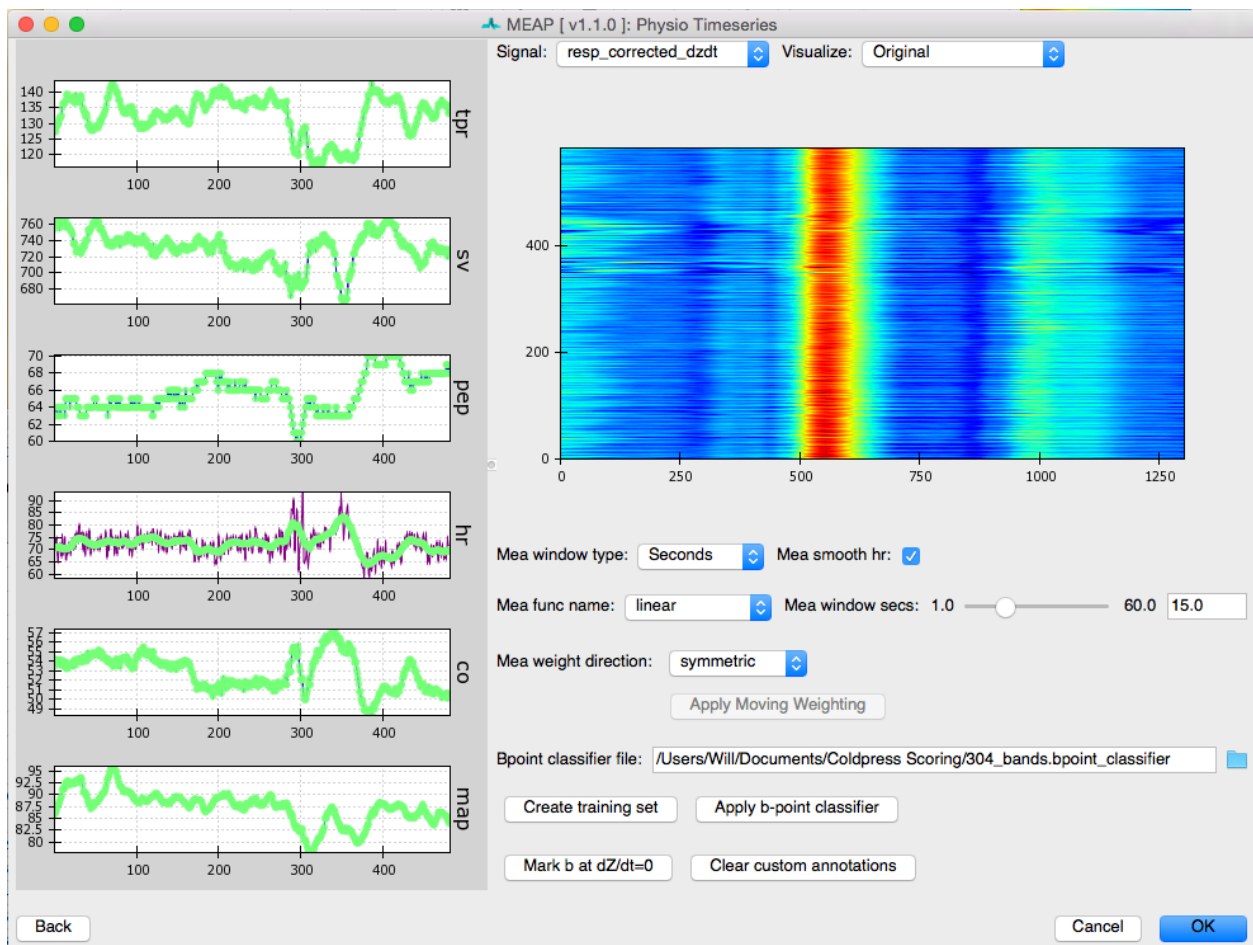 MEAP [ v1.1.0 ]: Physio Timeseries
Signal: resp_corrected_dzdt Visualize: Original
140
135
130
125
120
tpr
100 200 300 400
760
740
720
700
680
sv
100 200 300 400
70
68
66
64
62
60
pep
100 200 300 400
90
85
80
75
70
65
60
hr
100 200 300 400
57
56
55
54
53
52
51
50
49
co
100 200 300 400
95
92.5
90
87.5
85
82.5
80
map
100 200 300 400
400
200
0
0 250 500 750 1000 1250
Mea window type: Seconds Mea smooth hr:
Mea func name: linear Mea window secs: 1.0 60.0 15.0
Mea weight direction: symmetric
Apply Moving Weighting
Bpoint classifier file: /Users/Will/Documents/Coldpress Scoring/304_bands.bpoint_classifier
Create training set Apply b-point classifier
Mark b at dZ/dt=0 Clear custom annotations
Back Cancel OK